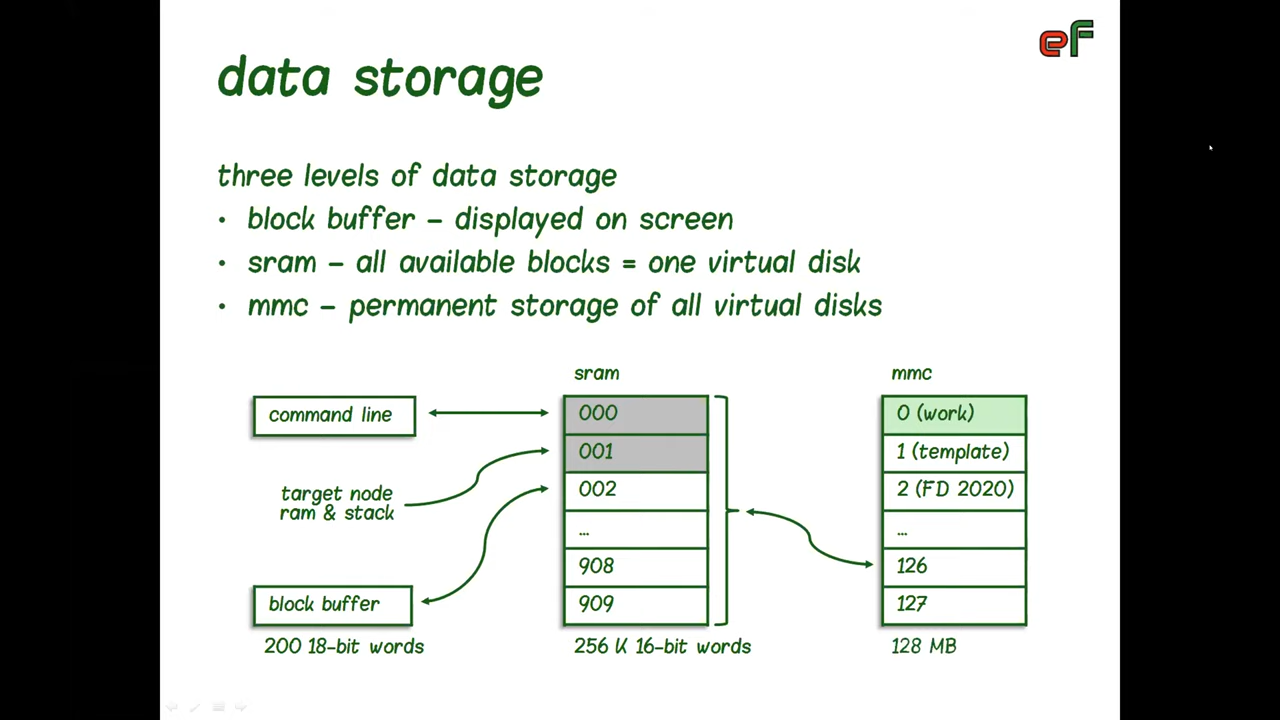 eF
data storage
three levels of data storage
• block buffer – displayed on screen
• sram – all available blocks = one virtual disk
• mmc – permanent storage of all virtual disks
sram
mmc
command line
000
0 (work)
001
1 (template)
target node
ram & stack
002
2 (FD 2020)
...
...
908
126
block buffer
909
127
200 18-bit words
256 K 16-bit words
128 MB